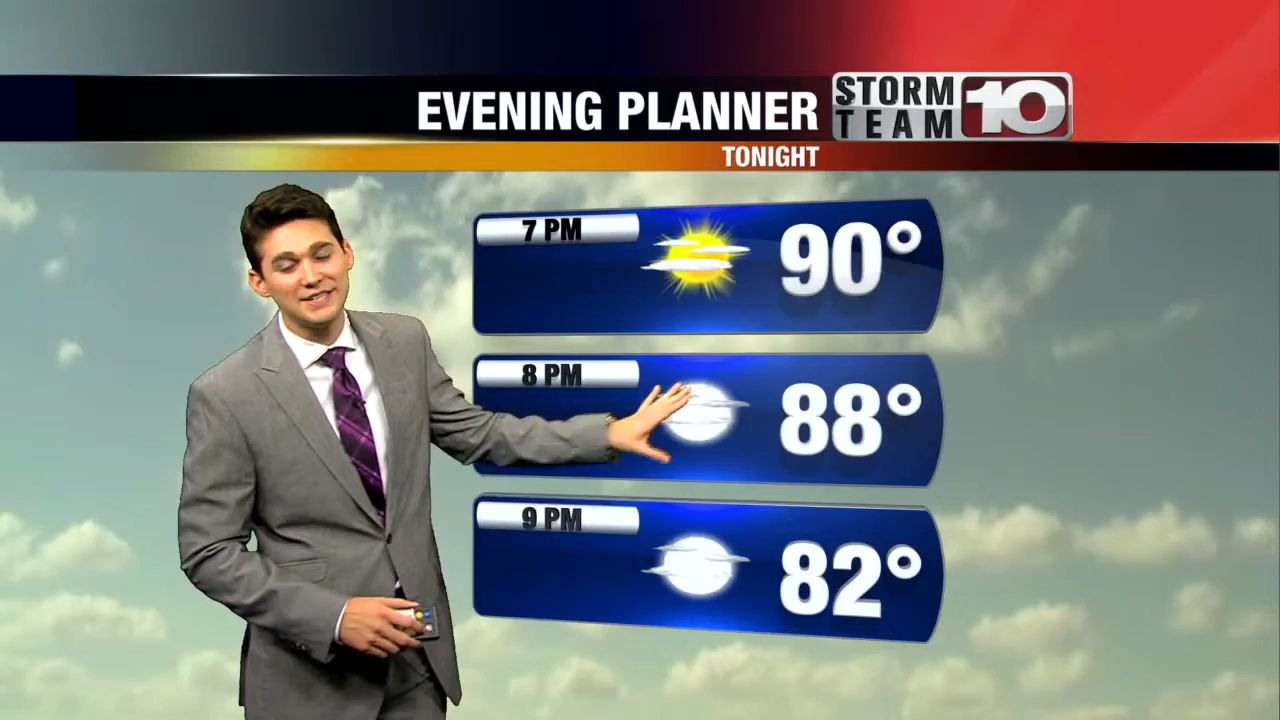 EVENING PLANNER
STORM
TEAM
10
TONIGHT
7 PM
90°
8 PM
88°
9 PM
82°